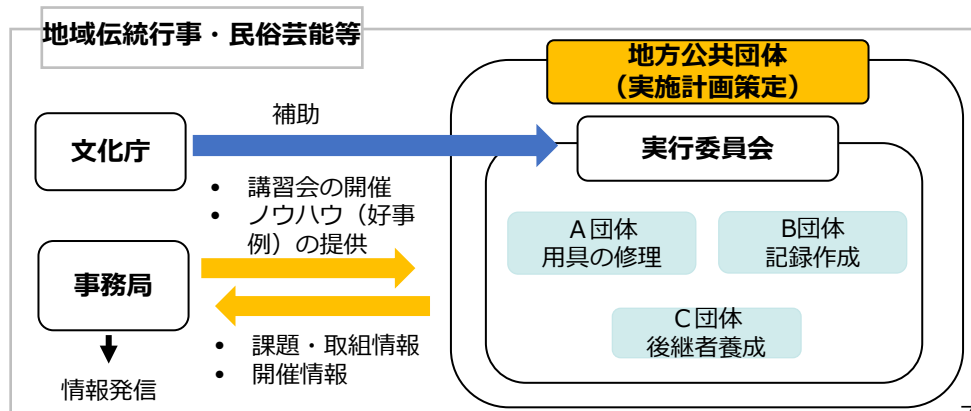 地域伝統行事・民俗芸能等
地方公共団体
（実施計画策定）
文化庁
補助
実行委員会
• 講習会の開催
• ノウハウ（好事
例）の提供
A団体
用具の修理
B団体
記録作成
事務局
C団体
後継者養成
• 課題・取組情報
• 開催情報
情報発信